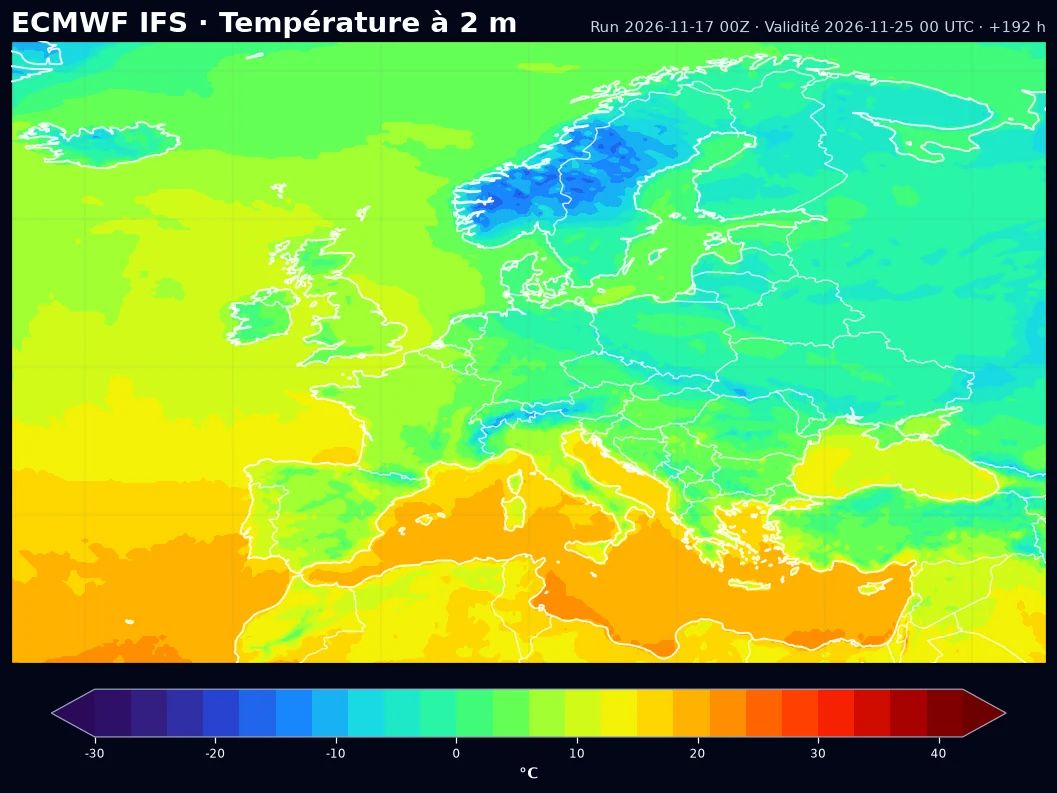 ECMWF IFS · Température à 2 m
Run 2026-11-17 00Z · Validité 2026-11-25 00 UTC · +192 h
-30 -20 -10 0 10 20 30 40
°C